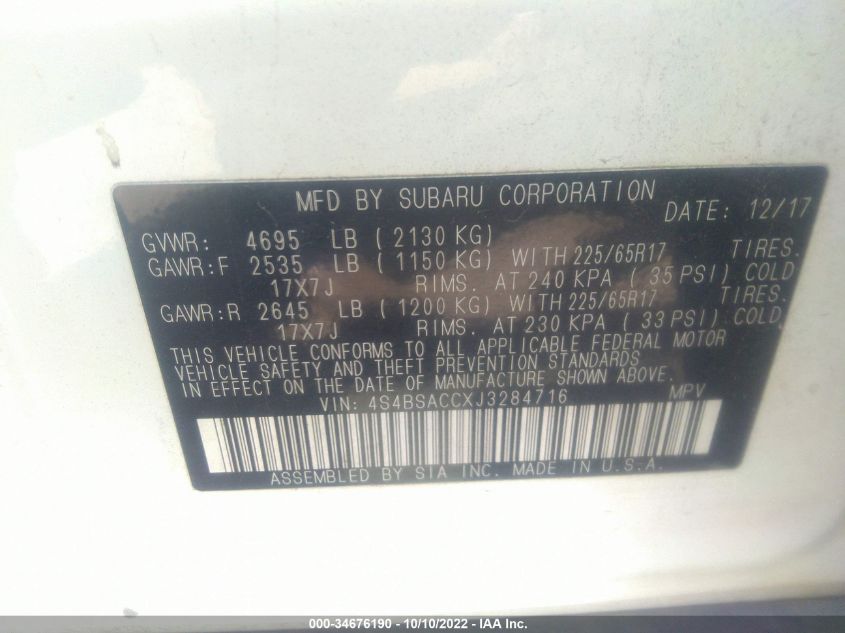 MFD BY SUBARU CORPORATION DATE: 12/17
GVWR: 4695 LB ( 2130 KG)
GAWR:F 2535 LB ( 1150 KG) WITH 225/65R17 TIRES.
17X7J RIMS. AT 240 KPA ( 35 PSI) COLD
GAWR:R 2645 LB ( 1200 KG) WITH 225/65R17 TIRES.
17X7J RIMS. AT 230 KPA ( 33 PSI) COLD
THIS VEHICLE CONFORMS TO ALL APPLICABLE FEDERAL MOTOR
VEHICLE SAFETY AND THEFT PREVENTION STANDARDS
IN EFFECT ON THE DATE OF MANUFACTURE SHOWN ABOVE.
VIN: 4S4BSACCXJ3284716 MPV
ASSEMBLED BY SIA INC. MADE IN U.S.A.
000-34676190 - 10/10/2022 - IAA Inc.